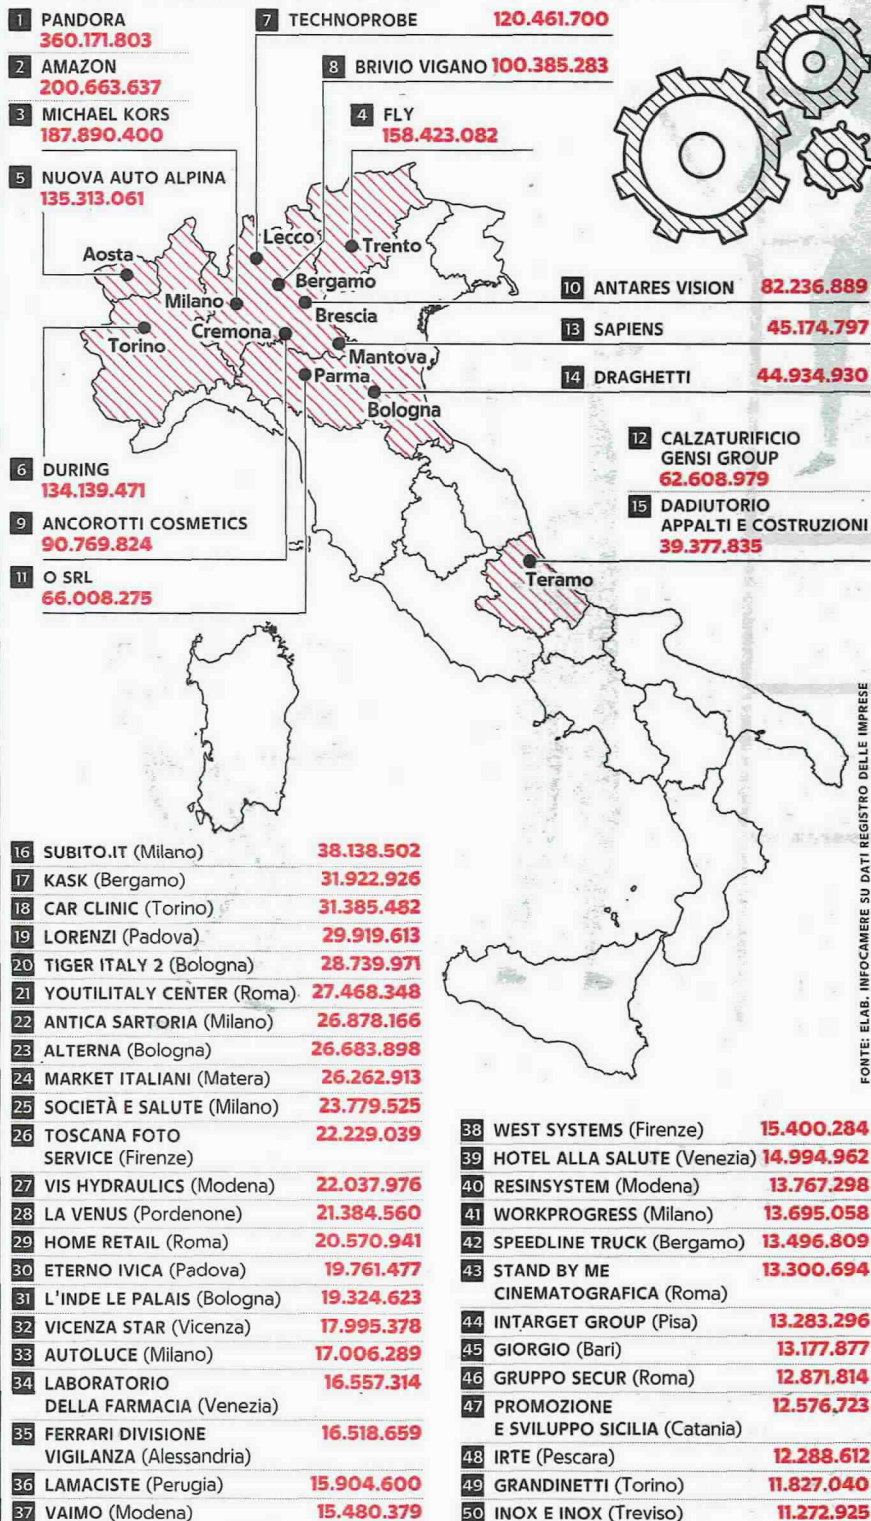 1 PANDORA
360.171.803
2 AMAZON
200.663.637
3 MICHAEL KORS
187.890.400
5 NUOVA AUTO ALPINA
135.313.061
7 TECHNOPROBE 120.461.700
8 BRIVIO VIGANO 100.385.283
4 FLY
158.423.082
Aosta
Lecco
Trento
Bergamo
Milano
Brescia
Cremona
Torino
Mantova
Parma
Bologna
10 ANTARES VISION 82.236.889
13 SAPIENS 45.174.797
14 DRAGHETTI 44.934.930
12 CALZATURIFICIO
GENSI GROUP
62.608.979
15 DADIUTORIO
APPALTI E COSTRUZIONI
39.377.835
6 DURING
134.139.471
9 ANCOROTTI COSMETICS
90.769.824
11 O SRL
66.008.275
Teramo
FONTE: ELAB. INFOCAMERE SU DATI REGISTRO DELLE IMPRESE
16 SUBITO.IT (Milano) 38.138.502
17 KASK (Bergamo) 31.922.926
18 CAR CLINIC (Torino) 31.385.482
19 LORENZI (Padova) 29.919.613
20 TIGER ITALY 2 (Bologna) 28.739.971
21 YOUTILITALY CENTER (Roma) 27.468.348
22 ANTICA SARTORIA (Milano) 26.878.166
23 ALTERNA (Bologna) 26.683.898
24 MARKET ITALIANI (Matera) 26.262.913
25 SOCIETÀ E SALUTE (Milano) 23.779.525
26 TOSCANA FOTO 22.229.039
SERVICE (Firenze)
27 VIS HYDRAULICS (Modena) 22.037.976
28 LA VENUS (Pordenone) 21.384.560
29 HOME RETAIL (Roma) 20.570.941
30 ETERNO IVICA (Padova) 19.761.477
31 L'INDE LE PALAIS (Bologna) 19.324.623
32 VICENZA STAR (Vicenza) 17.995.378
33 AUTOLUCE (Milano) 17.006.289
34 LABORATORIO 16.557.314
DELLA FARMACIA (Venezia)
35 FERRARI DIVISIONE 16.518.659
VIGILANZA (Alessandria)
36 LAMACISTE (Perugia) 15.904.600
37 VAIMO (Modena) 15.480.379
38 WEST SYSTEMS (Firenze) 15.400.284
39 HOTEL ALLA SALUTE (Venezia) 14.994.962
40 RESINSYSTEM (Modena) 13.767.298
41 WORKPROGRESS (Milano) 13.695.058
42 SPEEDLINE TRUCK (Bergamo) 13.496.809
43 STAND BY ME 13.300.694
CINEMATOGRAFICA (Roma)
44 INTARGET GROUP (Pisa) 13.283.296
45 GIORGIO (Bari) 13.177.877
46 GRUPPO SECUR (Roma) 12.871.814
47 PROMOZIONE 12.576.723
E SVILUPPO SICILIA (Catania)
48 IRTE (Pescara) 12.288.612
49 GRANDINETTI (Torino) 11.827.040
50 INOX E INOX (Treviso) 11.272.925